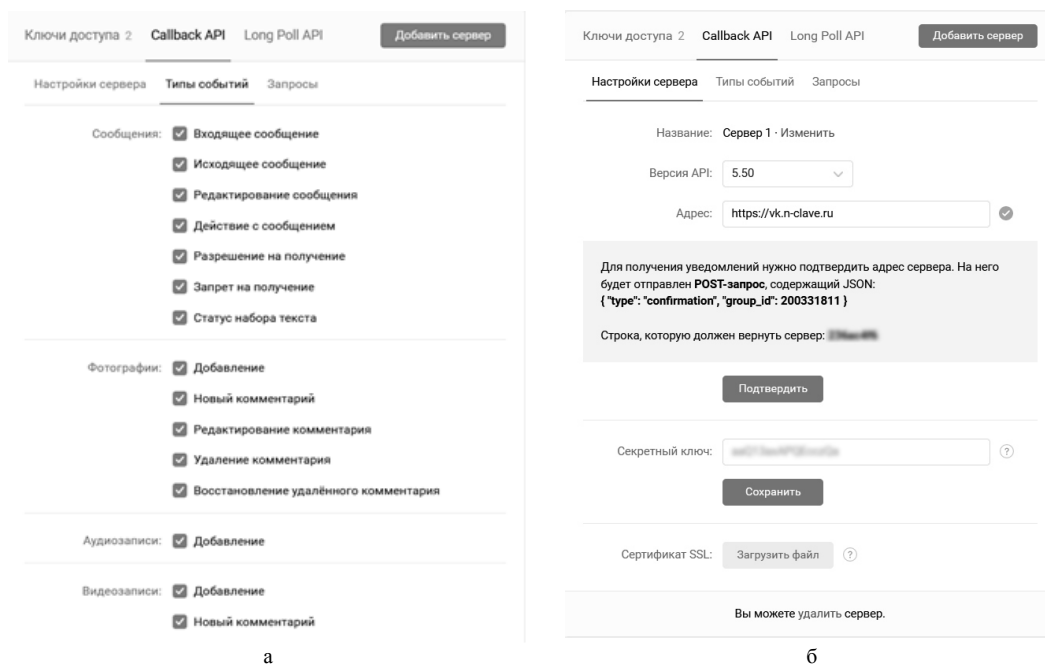 Ключи доступа 2 Callback API Long Poll API Добавить сервер
Настройки сервера Типы событий Запросы
Сообщения: Входящее сообщение
Исходящее сообщение
Редактирование сообщения
Действие с сообщением
Разрешение на получение
Запрет на получение
Статус набора текста
Фотографии: Добавление
Новый комментарий
Редактирование комментария
Удаление комментария
Восстановление удалённого комментария
Аудиозаписи: Добавление
Видеозаписи: Добавление
Новый комментарий
а
Ключи доступа 2 Callback API Long Poll API Добавить сервер
Настройки сервера Типы событий Запросы
Название: Сервер 1 · Изменить
Версия API: 5.50
Адрес: https://vk.n-clave.ru
Для получения уведомлений нужно подтвердить адрес сервера. На него
будет отправлен POST-запрос, содержащий JSON:
{ "type": "confirmation", "group_id": 200331811 }
Строка, которую должен вернуть сервер:
Подтвердить
Секретный ключ: ?
Сохранить
Сертификат SSL: Загрузить файл ?
Вы можете удалить сервер.
б